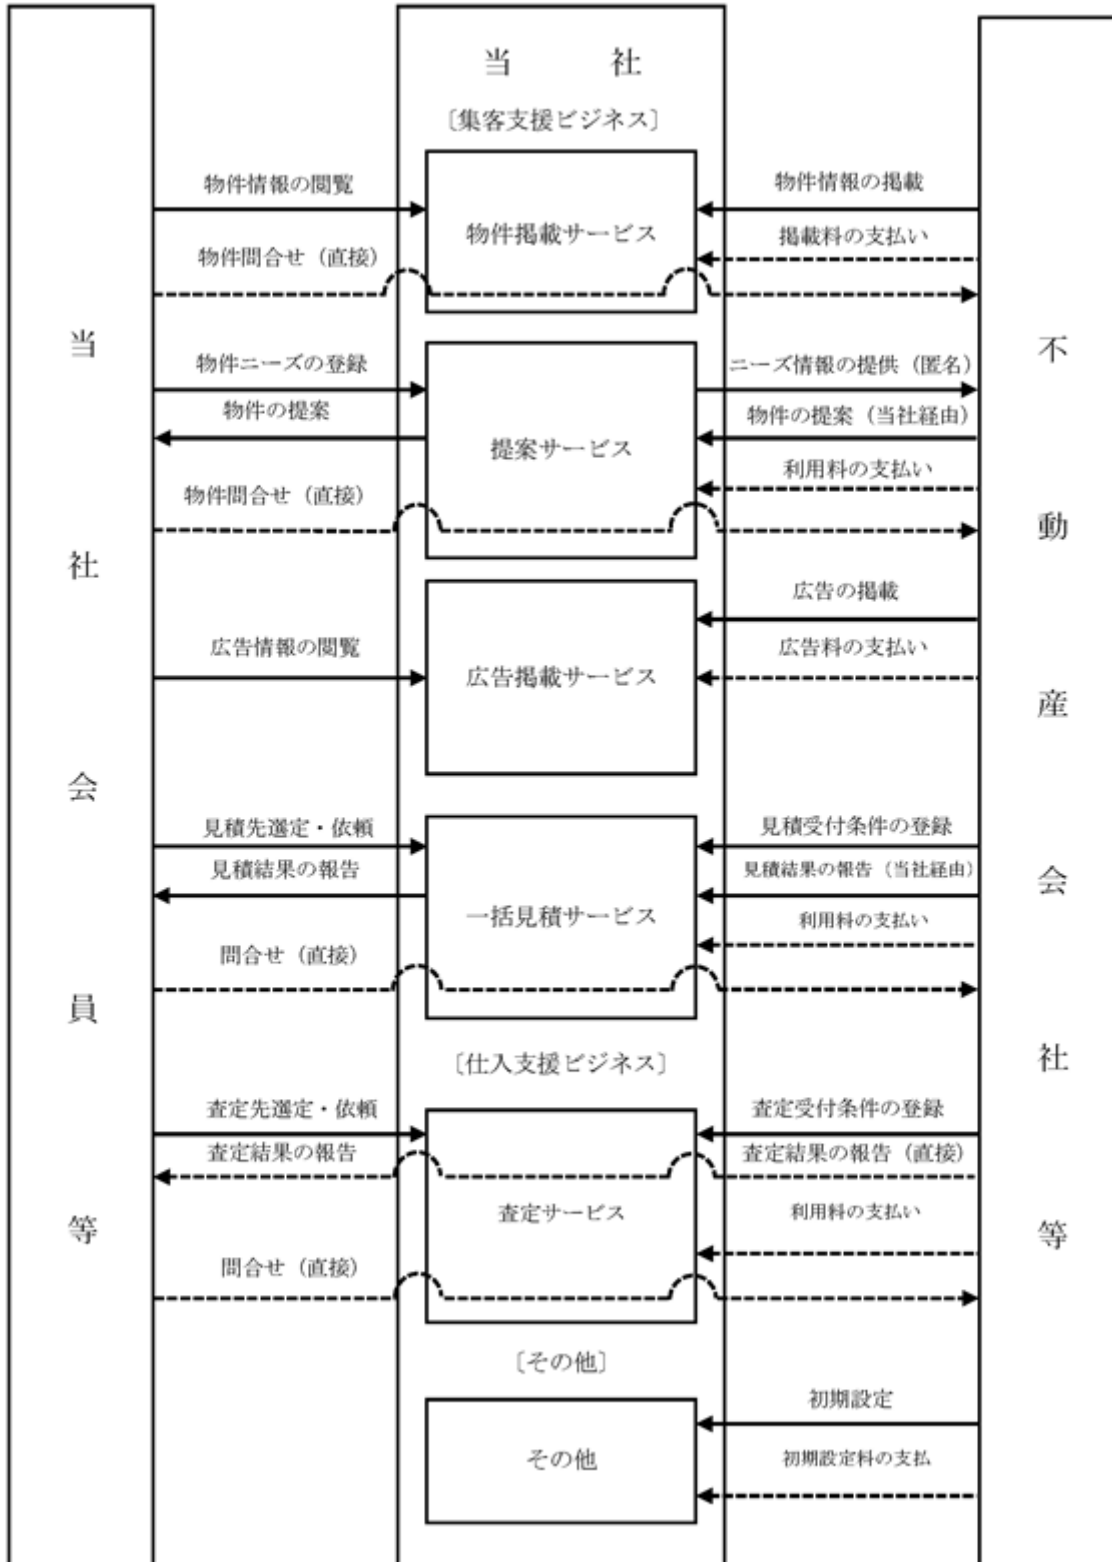 当社
〔集客支援ビジネス〕
物件情報の閲覧
物件掲載サービス
物件情報の掲載
掲載料の支払い
物件問合せ（直接）
物件ニーズの登録
ニーズ情報の提供（匿名）
物件の提案
物件の提案（当社経由）
提案サービス
利用料の支払い
物件問合せ（直接）
広告の掲載
広告情報の閲覧
広告料の支払い
広告掲載サービス
見積先選定・依頼
見積受付条件の登録
見積結果の報告
見積結果の報告（当社経由）
一括見積サービス
利用料の支払い
問合せ（直接）
〔仕入支援ビジネス〕
査定先選定・依頼
査定受付条件の登録
査定結果の報告
査定結果の報告（直接）
査定サービス
利用料の支払い
問合せ（直接）
〔その他〕
初期設定
その他
初期設定料の支払
当社会員等
不動産会社等